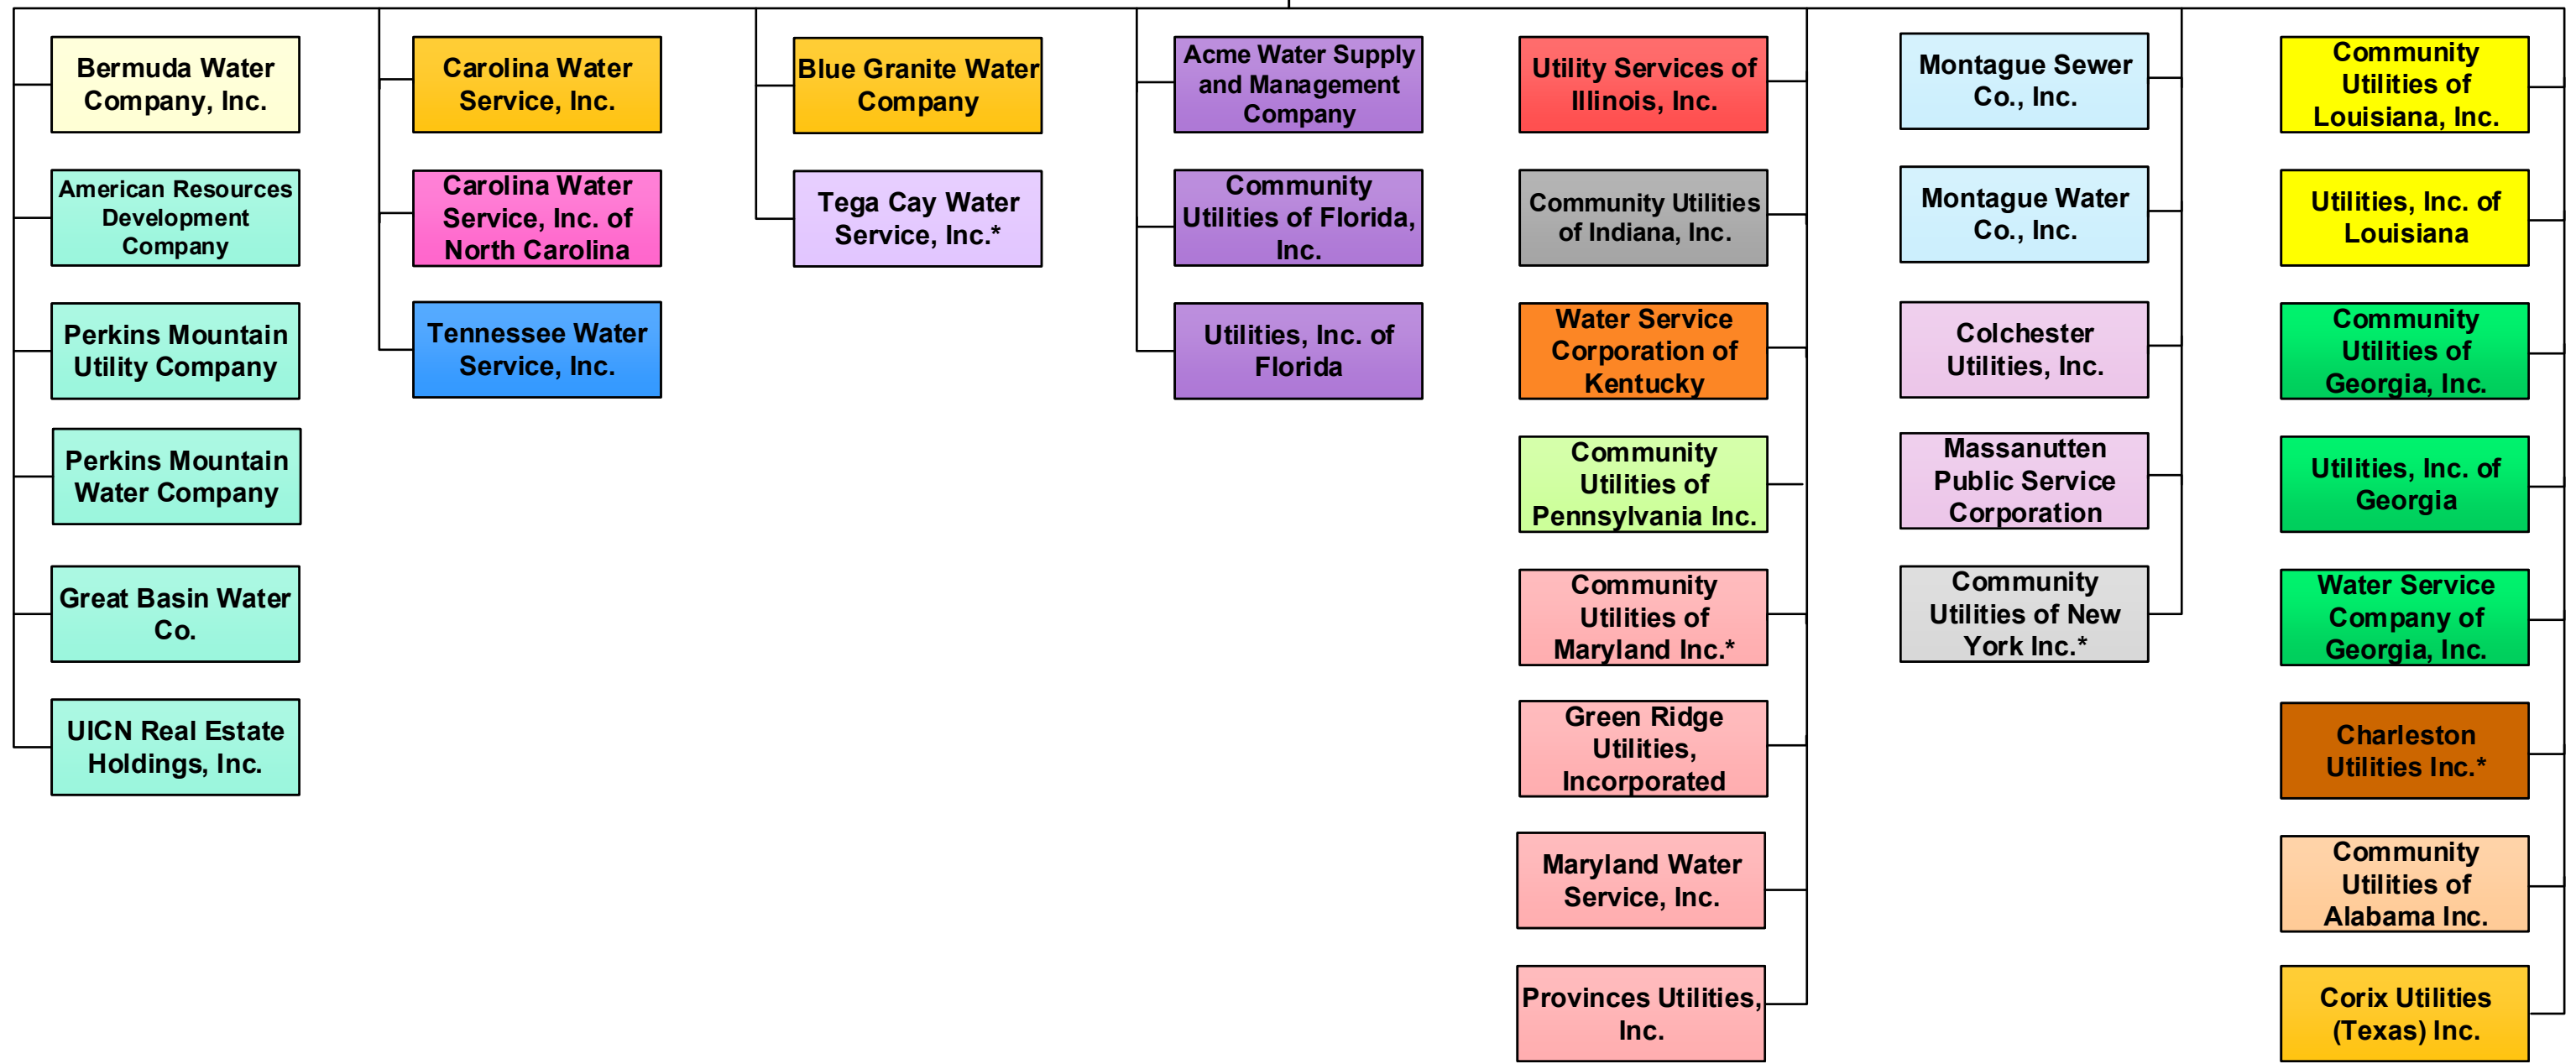 Bermuda Water
Company, Inc.
American Resources
Development
Company
Perkins Mountain
Utility Company
Perkins Mountain
Water Company
Great Basin Water
Co.
UICN Real Estate
Holdings, Inc.
Carolina Water
Service, Inc.
Carolina Water
Service, Inc. of
North Carolina
Tennessee Water
Service, Inc.
Blue Granite Water
Company
Tega Cay Water
Service, Inc.*
Acme Water Supply
and Management
Company
Community
Utilities of Florida,
Inc.
Utilities, Inc. of
Florida
Utility Services of
Illinois, Inc.
Community Utilities
of Indiana, Inc.
Water Service
Corporation of
Kentucky
Community
Utilities of
Pennsylvania Inc.
Community
Utilities of
Maryland Inc.*
Green Ridge
Utilities,
Incorporated
Maryland Water
Service, Inc.
Provinces Utilities,
Inc.
Montague Sewer
Co., Inc.
Montague Water
Co., Inc.
Colchester
Utilities, Inc.
Massanutten
Public Service
Corporation
Community
Utilities of New
York Inc.*
Community
Utilities of
Louisiana, Inc.
Utilities, Inc. of
Louisiana
Community
Utilities of
Georgia, Inc.
Utilities, Inc. of
Georgia
Water Service
Company of
Georgia, Inc.
Charleston
Utilities Inc.*
Community
Utilities of
Alabama Inc.
Corix Utilities
(Texas) Inc.